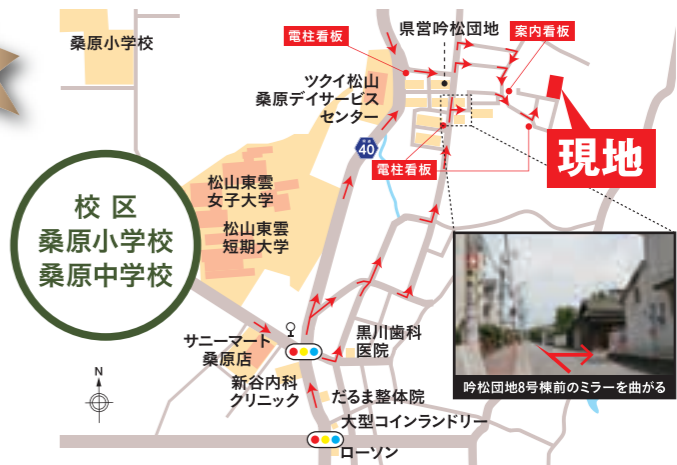 桑原小学校
電柱看板
県営吟松団地
案内看板
ツクイ松山
桑原デイサービス
センター
40
電柱看板
現地
松山東雲
女子大学
松山東雲
短期大学
校区
桑原小学校
桑原中学校
サニーマート
桑原店
黒川歯科
医院
新谷内科
クリニック
だるま整体院
大型コインランドリー
ローソン
N
吟松団地8号棟前のミラーを曲がる